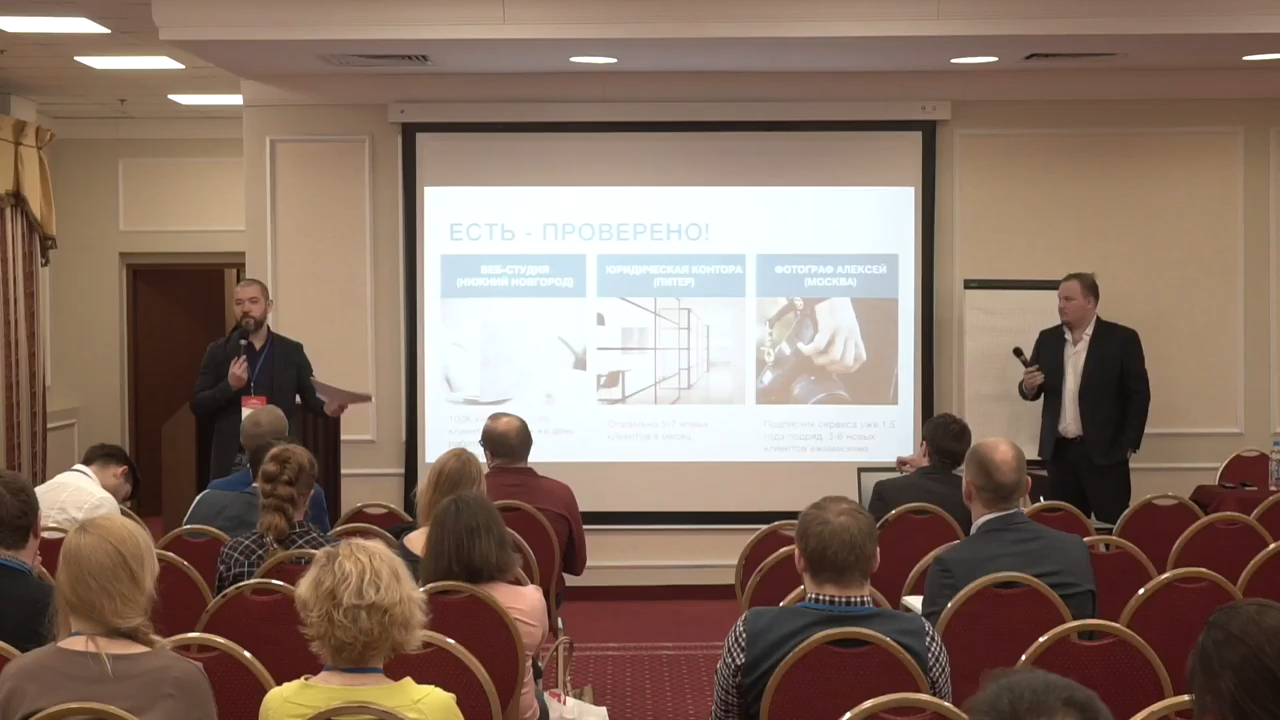 ЕСТЬ - ПРОВЕРЕНО!
ВЕБ-СТУДИЯ
(НИЖНИЙ НОВГОРОД)
ЮРИДИЧЕСКАЯ КОНТОРА
(ПИТЕР)
ФОТОГРАФ АЛЕКСЕЙ
(МОСКВА)
Стабильно 5-7 новых
клиентов в месяц
Подписчик сервиса уже 1,5
года подряд. 3-6 новых
клиентов ежемесячно